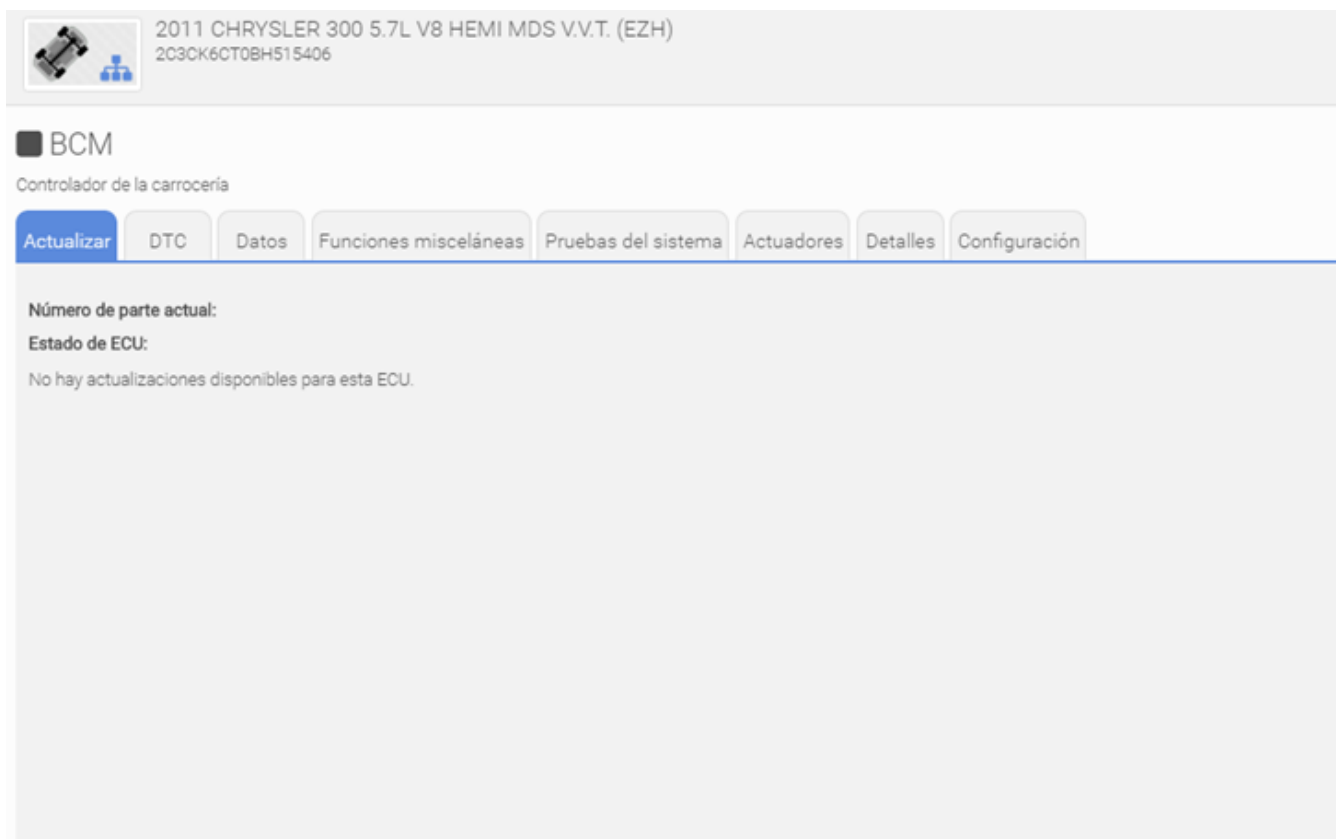 2011 CHRYSLER 300 5.7L V8 HEMI MDS V.V.T. (EZH)
2C3CK6CT0BH515406
BCM
Controlador de la carrocería
Actualizar DTC Datos Funciones misceláneas Pruebas del sistema Actuadores Detalles Configuración
Número de parte actual:
Estado de ECU:
No hay actualizaciones disponibles para esta ECU.